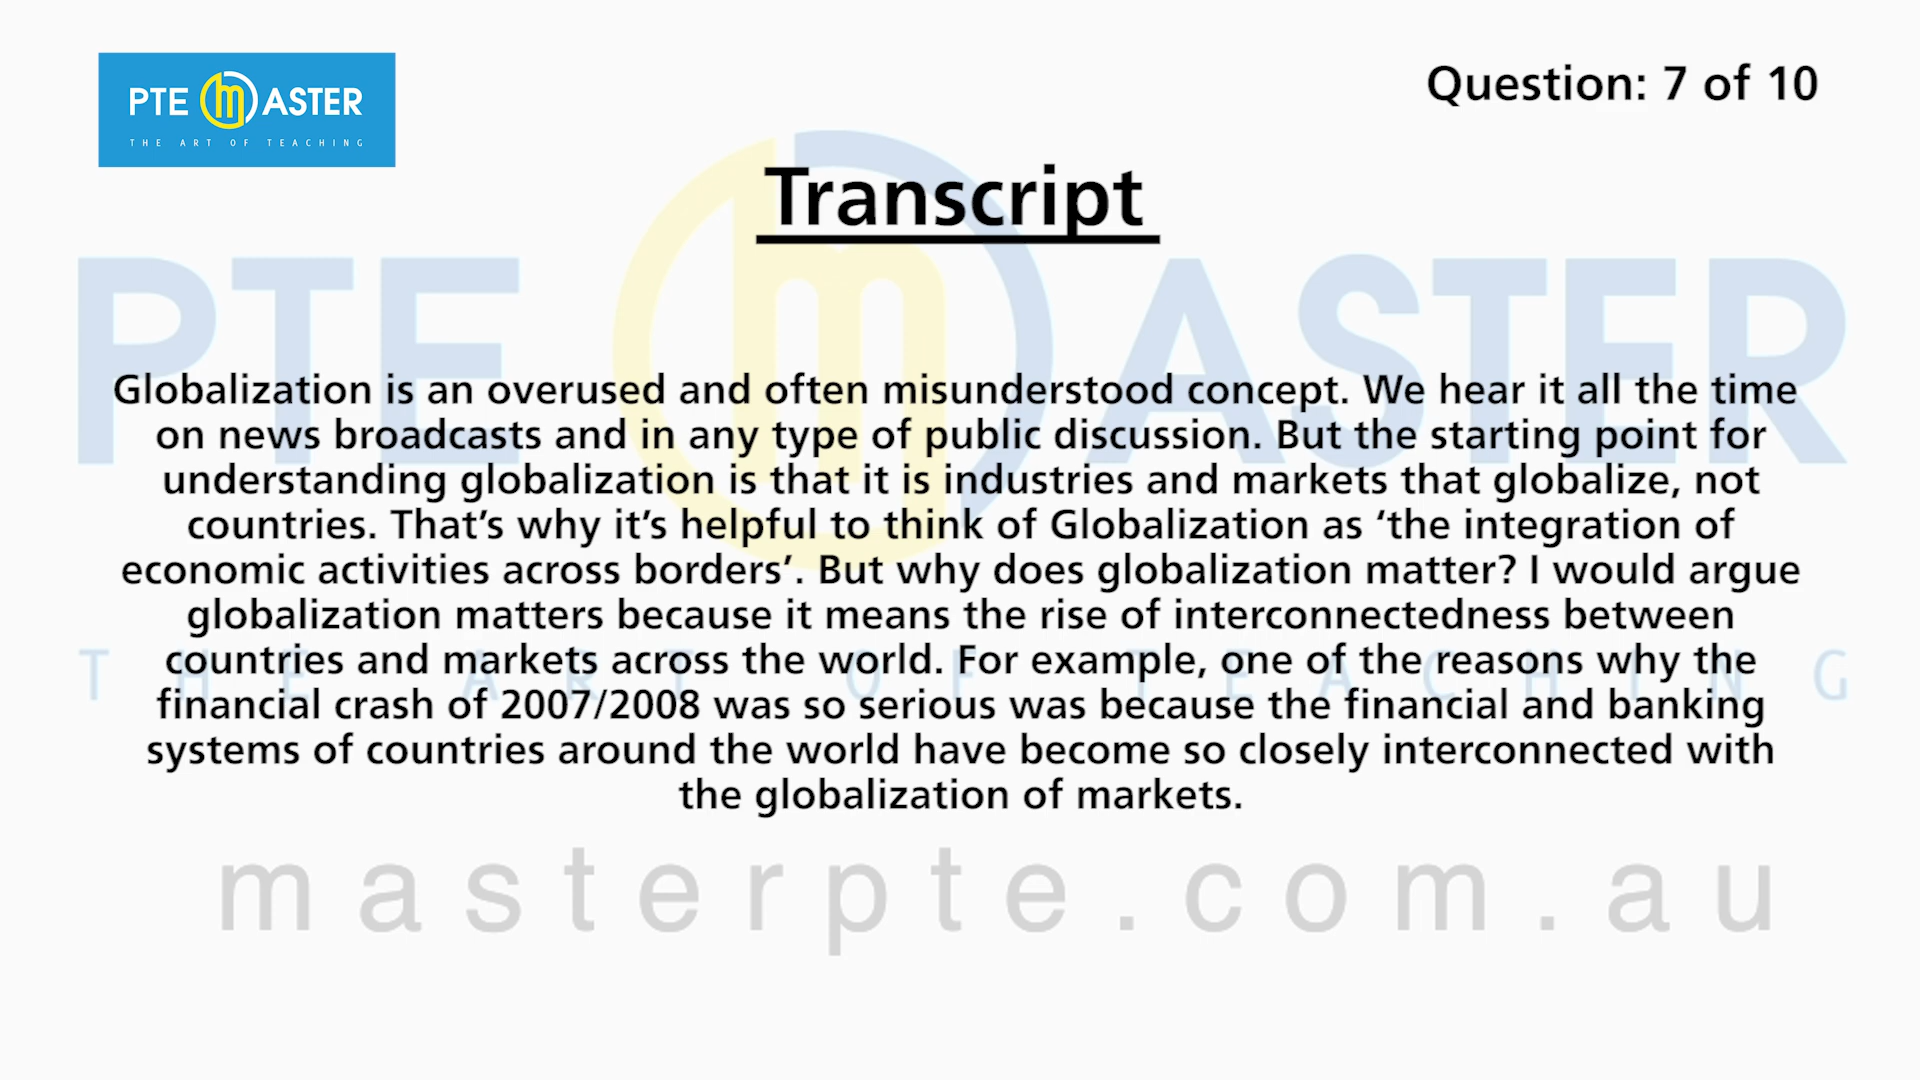 PTE MASTER
THE ART OF TEACHING
Question: 7 of 10
Transcript
Globalization is an overused and often misunderstood concept. We hear it all the time
on news broadcasts and in any type of public discussion. But the starting point for
understanding globalization is that it is industries and markets that globalize, not
countries. That’s why it’s helpful to think of Globalization as ‘the integration of
economic activities across borders’. But why does globalization matter? I would argue
globalization matters because it means the rise of interconnectedness between
countries and markets across the world. For example, one of the reasons why the
financial crash of 2007/2008 was so serious was because the financial and banking
systems of countries around the world have become so closely interconnected with
the globalization of markets.
PTE MASTER
THE ART OF TEACHING
masterpte.com.au